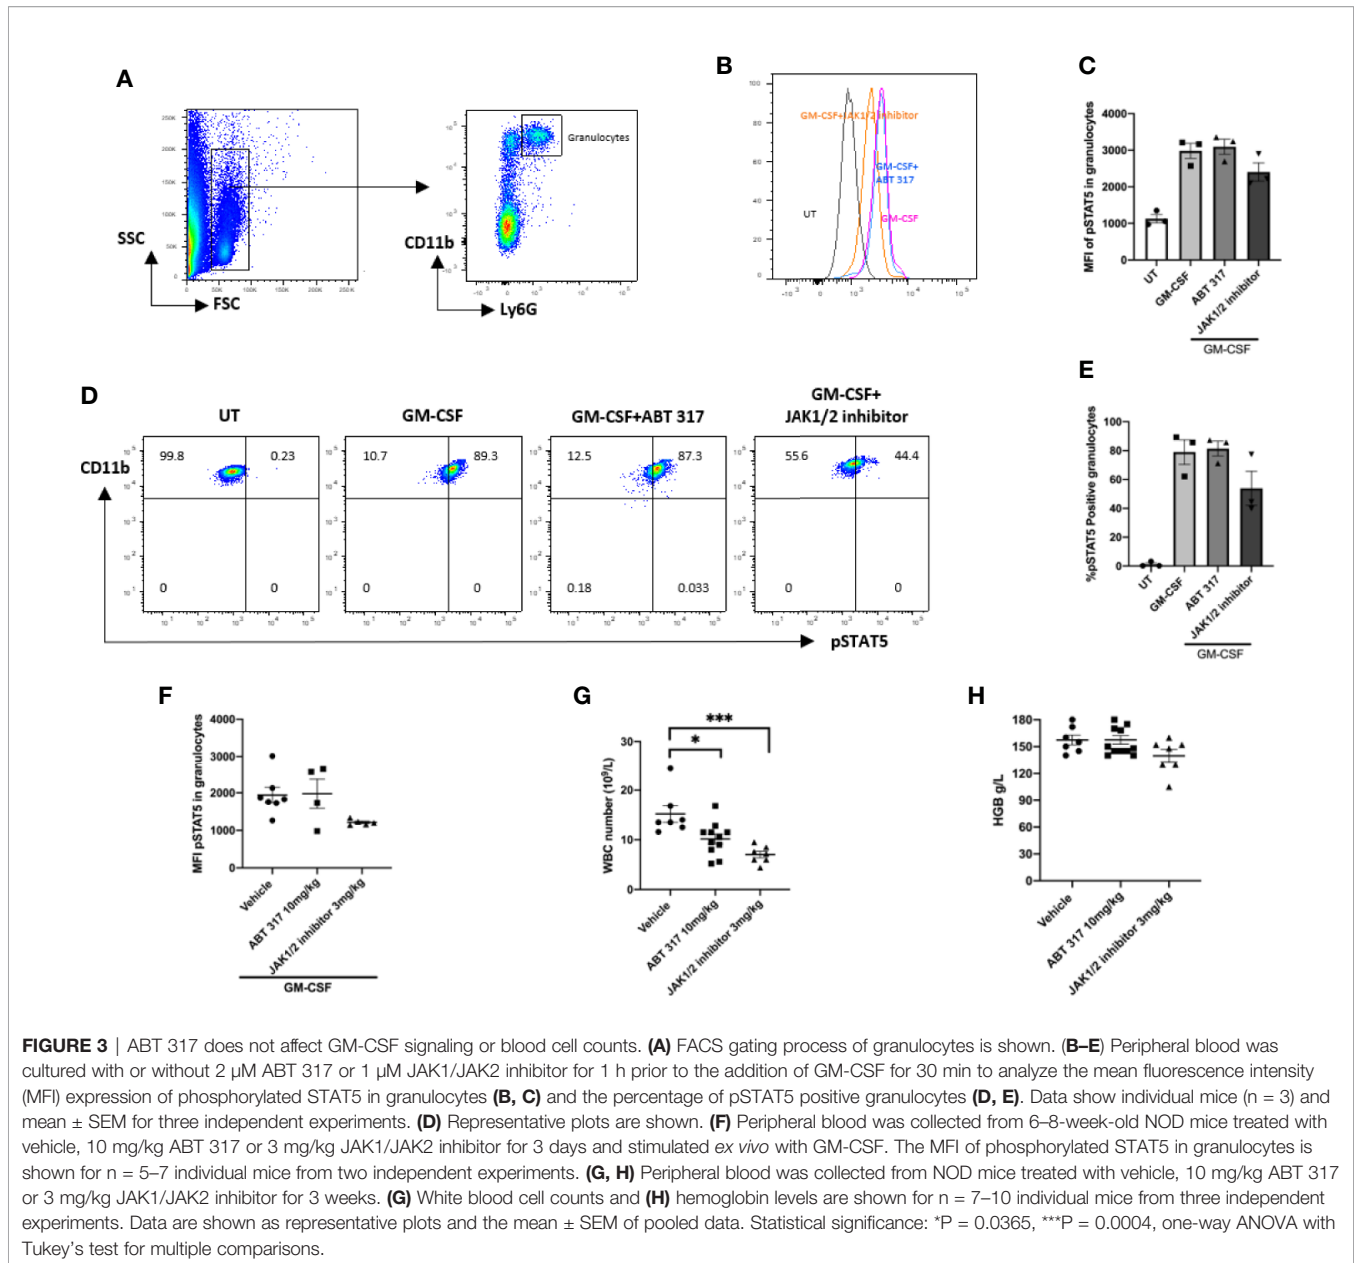 A
B
C
SSC
250K
200K
150K
100K
50K
0
0
50K
100K
150K
200K
250K
FSC
Granulocytes
CD11b
Ly6G
100
80
60
40
20
0
GM-CSF+JAK1/2 inhibitor
GM-CSF+
ABT 317
UT
GM-CSF
MFI of pSTAT5 in granulocytes
4000
3000
2000
1000
0
UT
GM-CSF
ABT 317
JAK1/2 inhibitor
GM-CSF
D
UT
GM-CSF
GM-CSF+ABT 317
GM-CSF+
JAK1/2 inhibitor
CD11b
99.8 0.23
0 0
10.7 89.3
0 0
12.5 87.3
0.18 0.033
55.6 44.4
0 0
pSTAT5
E
%pSTAT5 Positive granulocytes
100
80
60
40
20
0
UT
GM-CSF
ABT 317
JAK1/2 inhibitor
GM-CSF
F
MFI pSTAT5 in granulocytes
4000
3000
2000
1000
0
Vehicle
ABT 317 10mg/kg
JAK1/2 inhibitor 3mg/kg
GM-CSF
G
WBC number (10⁹/L)
30
20
10
0
***
*
Vehicle
ABT 317 10mg/kg
JAK1/2 inhibitor 3mg/kg
H
HGB g/L
180
150
120
90
60
30
0
Vehicle
ABT 317 10mg/kg
JAK1/2 inhibitor 3mg/kg
FIGURE 3 | ABT 317 does not affect GM-CSF signaling or blood cell counts. (A) FACS gating process of granulocytes is shown. (B–E) Peripheral blood was
cultured with or without 2 µM ABT 317 or 1 µM JAK1/JAK2 inhibitor for 1 h prior to the addition of GM-CSF for 30 min to analyze the mean fluorescence intensity
(MFI) expression of phosphorylated STAT5 in granulocytes (B, C) and the percentage of pSTAT5 positive granulocytes (D, E). Data show individual mice (n = 3) and
mean ± SEM for three independent experiments. (D) Representative plots are shown. (F) Peripheral blood was collected from 6–8-week-old NOD mice treated with
vehicle, 10 mg/kg ABT 317 or 3 mg/kg JAK1/JAK2 inhibitor for 3 days and stimulated ex vivo with GM-CSF. The MFI of phosphorylated STAT5 in granulocytes is
shown for n = 5–7 individual mice from two independent experiments. (G, H) Peripheral blood was collected from NOD mice treated with vehicle, 10 mg/kg ABT 317
or 3 mg/kg JAK1/JAK2 inhibitor for 3 weeks. (G) White blood cell counts and (H) hemoglobin levels are shown for n = 7–10 individual mice from three independent
experiments. Data are shown as representative plots and the mean ± SEM of pooled data. Statistical significance: *P = 0.0365, ***P = 0.0004, one-way ANOVA with
Tukey's test for multiple comparisons.